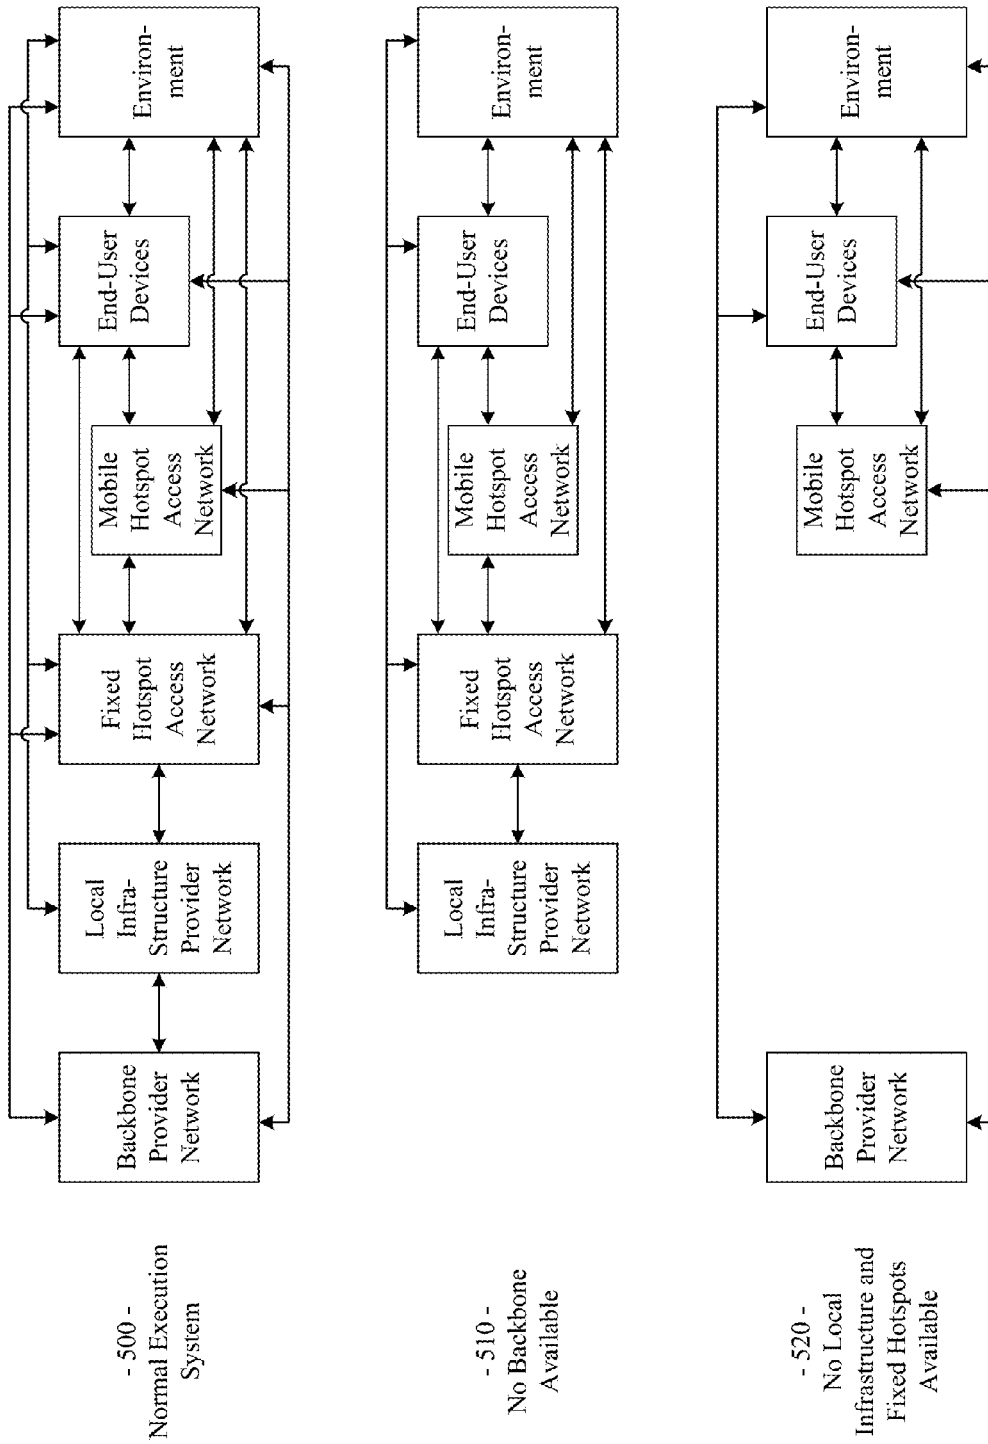 - 500 -
Normal Execution
System
Backbone
Provider
Network
Local
Infra-
Structure
Provider
Network
Fixed
Hotspot
Access
Network
Mobile
Hotspot
Access
Network
End-User
Devices
Environ-
ment
- 510 -
No Backbone
Available
Local
Infra-
Structure
Provider
Network
Fixed
Hotspot
Access
Network
Mobile
Hotspot
Access
Network
End-User
Devices
Environ-
ment
- 520 -
No Local
Infrastructure and
Fixed Hotspots
Available
Backbone
Provider
Network
Mobile
Hotspot
Access
Network
End-User
Devices
Environ-
ment